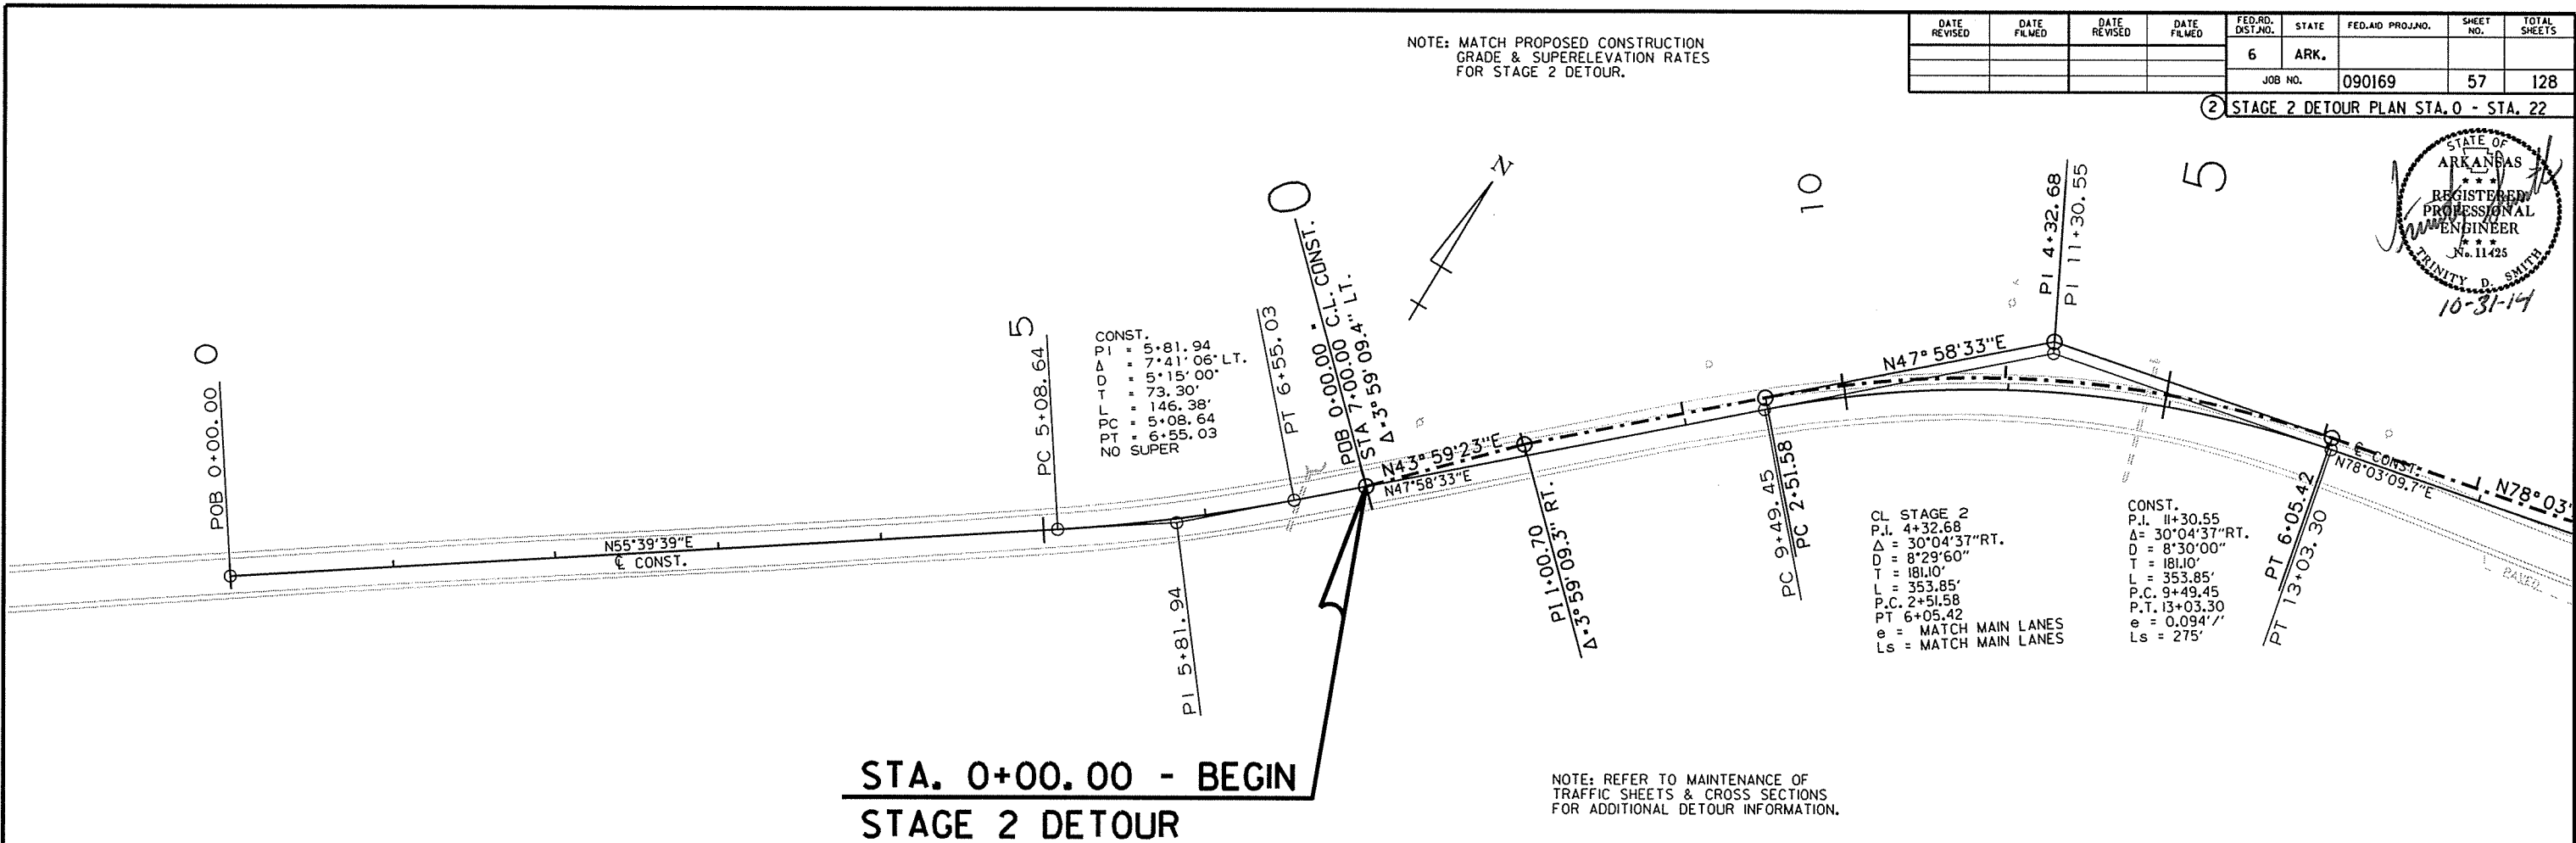 NOTE: MATCH PROPOSED CONSTRUCTION
GRADE & SUPERELEVATION RATES
FOR STAGE 2 DETOUR.
DATE REVISED
DATE FILMED
DATE REVISED
DATE FILMED
FED.RD. DIST.NO.
STATE
FED.AID PROJ.NO.
SHEET NO.
TOTAL SHEETS
6
ARK.
JOB NO.
090169
57
128
2 STAGE 2 DETOUR PLAN STA. 0 - STA. 22
STATE OF
ARKANSAS
★ ★ ★
REGISTERED
PROFESSIONAL
ENGINEER
★ ★ ★
No. 11425
TRINITY D. SMITH
10-31-14
N
0
POB 0+00.00
N55°39'39"E
℄ CONST.
5
PC 5+08.64
CONST.
PI = 5+81.94
Δ = 7°41'06" LT.
D = 5°15'00"
T = 73.30'
L = 146.38'
PC = 5+08.64
PT = 6+55.03
NO SUPER
PI 5+81.94
PT 6+55.03
0
POB 0+00.00 =
STA 7+00.00 C.L. CONST.
Δ=3°59'09.4" LT.
N43°59'23"E
N47°58'33"E
PI 1+00.70
Δ=3°59'09.3" RT.
10
PC 9+49.45
PC 2+51.58
N47°58'33"E
PI 4+32.68
PI 11+30.55
5
CL STAGE 2
P.I. 4+32.68
Δ = 30°04'37"RT.
D = 8°29'60"
T = 181.10'
L = 353.85'
P.C. 2+51.58
PT 6+05.42
e = MATCH MAIN LANES
Ls = MATCH MAIN LANES
CONST.
P.I. 11+30.55
Δ= 30°04'37"RT.
D = 8°30'00"
T = 181.10'
L = 353.85'
P.C. 9+49.45
P.T. 13+03.30
e = 0.094'/'
Ls = 275'
PT 6+05.42
PT 13+03.30
℄ CONST.
N78°03'09.7"E
N78°03'
STA. 0+00.00 - BEGIN
STAGE 2 DETOUR
NOTE: REFER TO MAINTENANCE OF
TRAFFIC SHEETS & CROSS SECTIONS
FOR ADDITIONAL DETOUR INFORMATION.